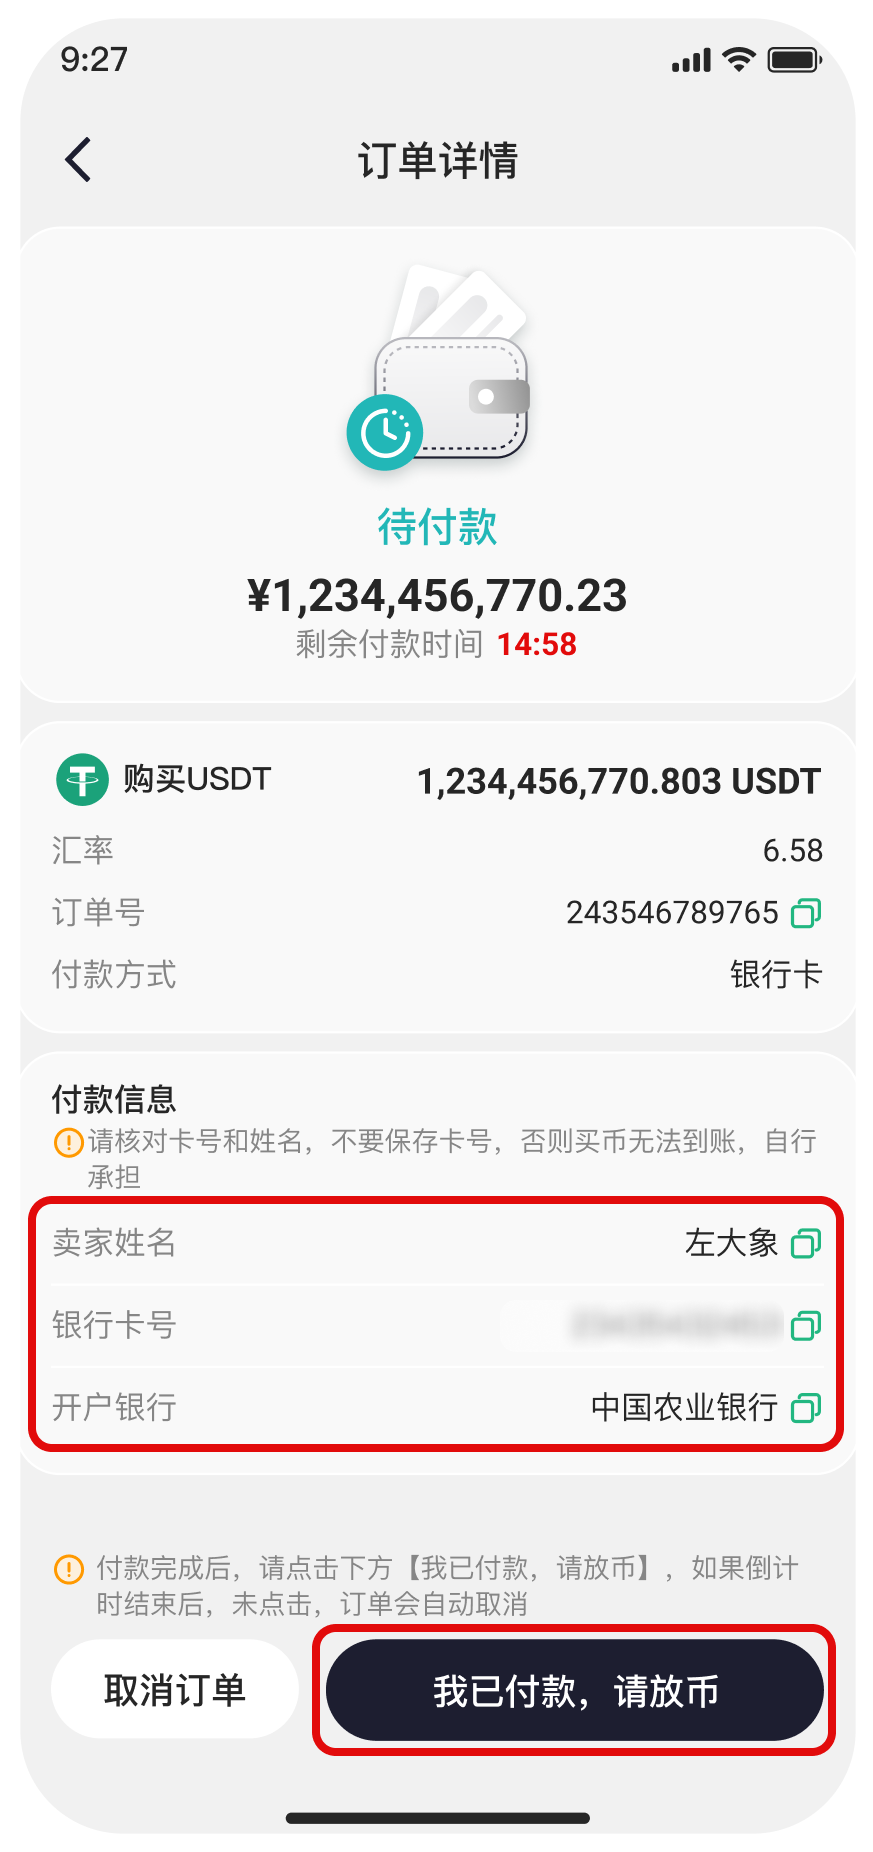 9:27
订单详情
待付款
¥1,234,456,770.23
剩余付款时间 14:58
购买USDT 1,234,456,770.803 USDT
汇率 6.58
订单号 243546789765
付款方式 银行卡
付款信息
请核对卡号和姓名，不要保存卡号，否则买币无法到账，自行
承担
卖家姓名 左大象
银行卡号
开户银行 中国农业银行
付款完成后，请点击下方【我已付款，请放币】，如果倒计
时结束后，未点击，订单会自动取消
取消订单 我已付款，请放币